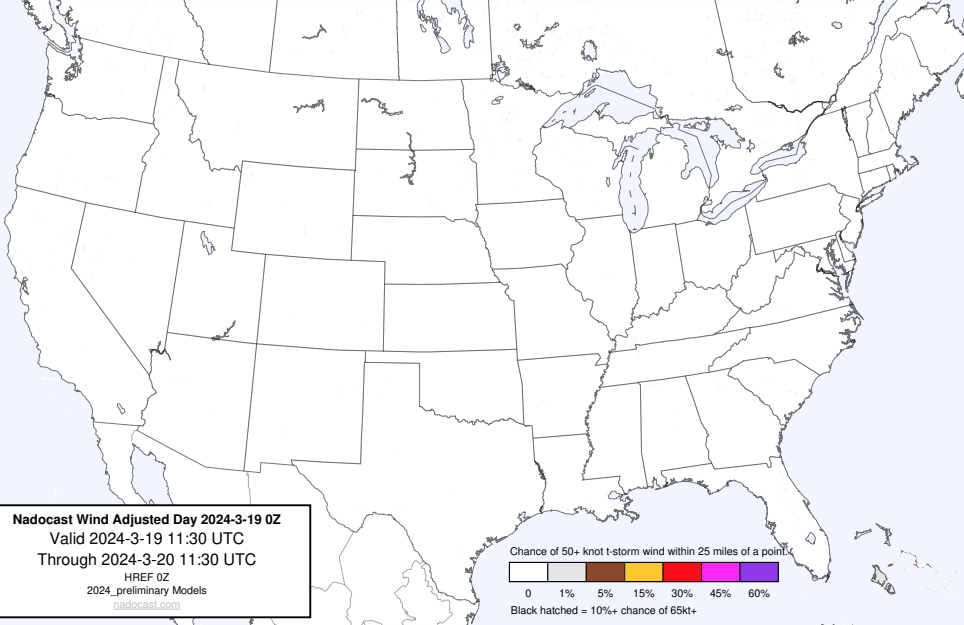 Nadocast Wind Adjusted Day 2024-3-19 0Z
Valid 2024-3-19 11:30 UTC
Through 2024-3-20 11:30 UTC
HREF 0Z
2024_preliminary Models
nadocast.com
Chance of 50+ knot t-storm wind within 25 miles of a point.
0 1% 5% 15% 30% 45% 60%
Black hatched = 10%+ chance of 65kt+